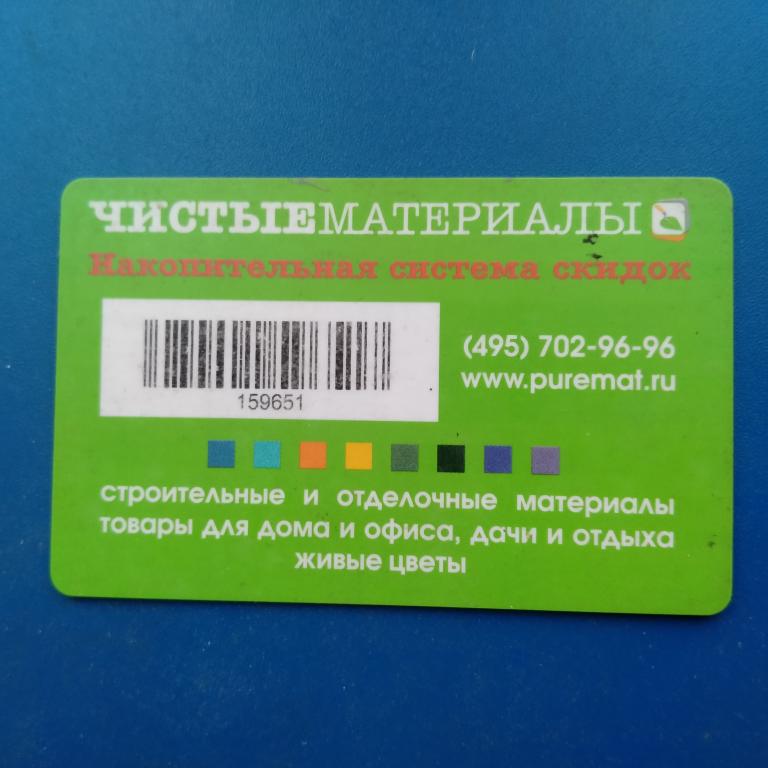 ЧИСТЫЕМАТЕРИАЛЫ
Накопительная система скидок
(495) 702-96-96
www.puremat.ru
159651
строительные и отделочные материалы
товары для дома и офиса, дачи и отдыха
живые цветы